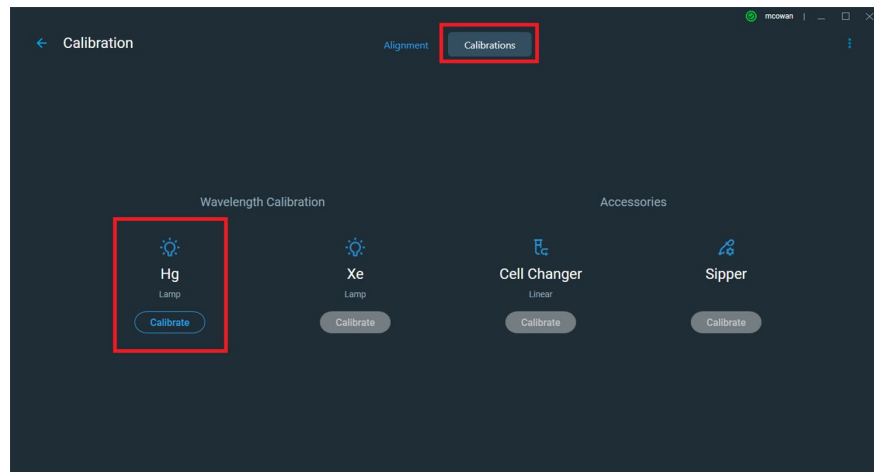 mcowan
Calibration
Alignment
Calibrations
Wavelength Calibration
Accessories
Hg
Lamp
Calibrate
Xe
Lamp
Calibrate
Cell Changer
Linear
Calibrate
Sipper
Calibrate